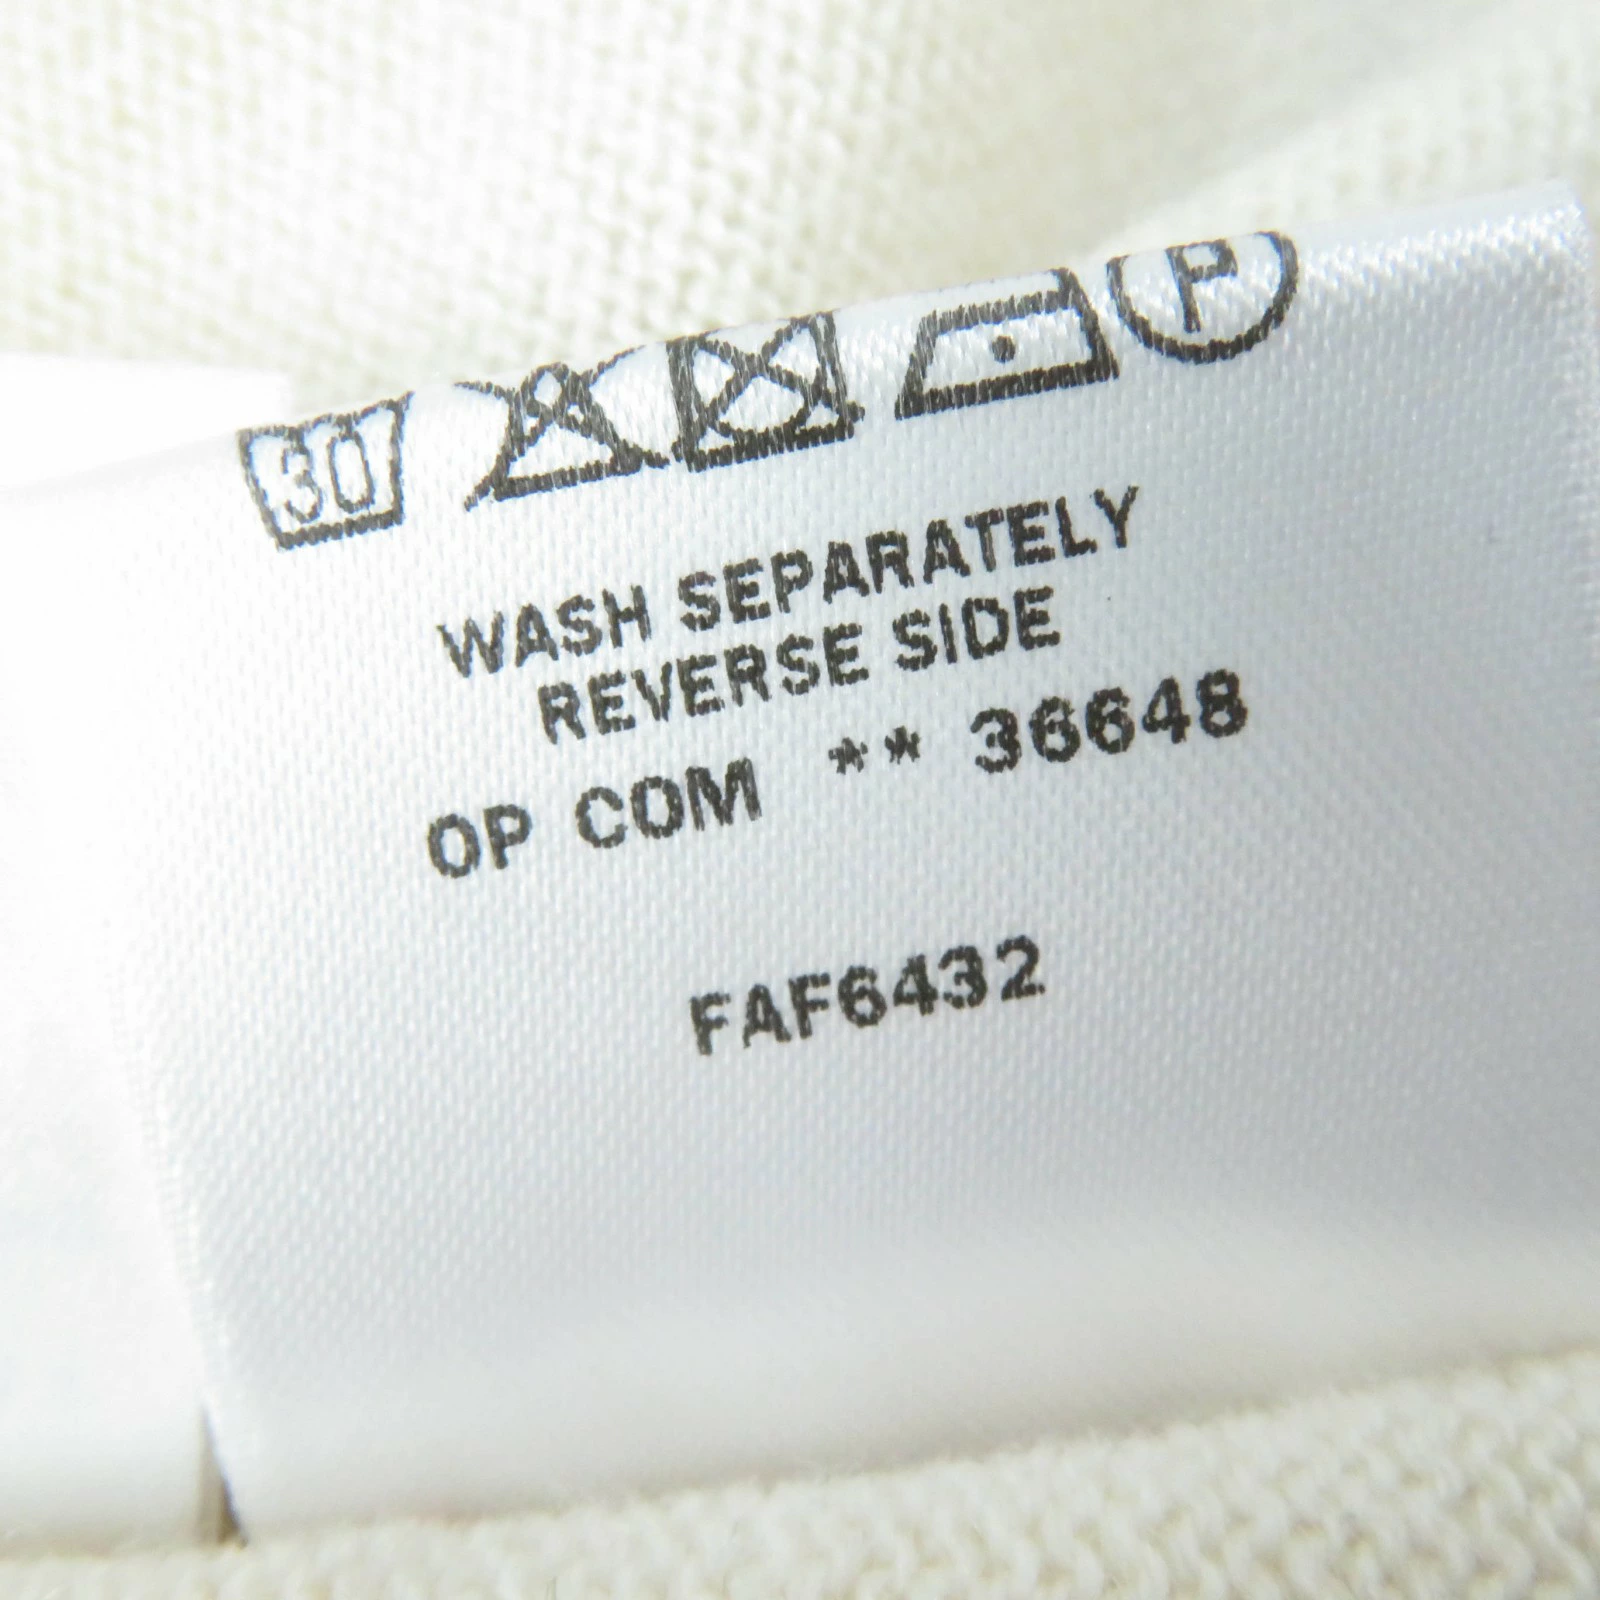 30 P
WASH SEPARATELY
REVERSE SIDE
OP COM ** 36648
FAF6432